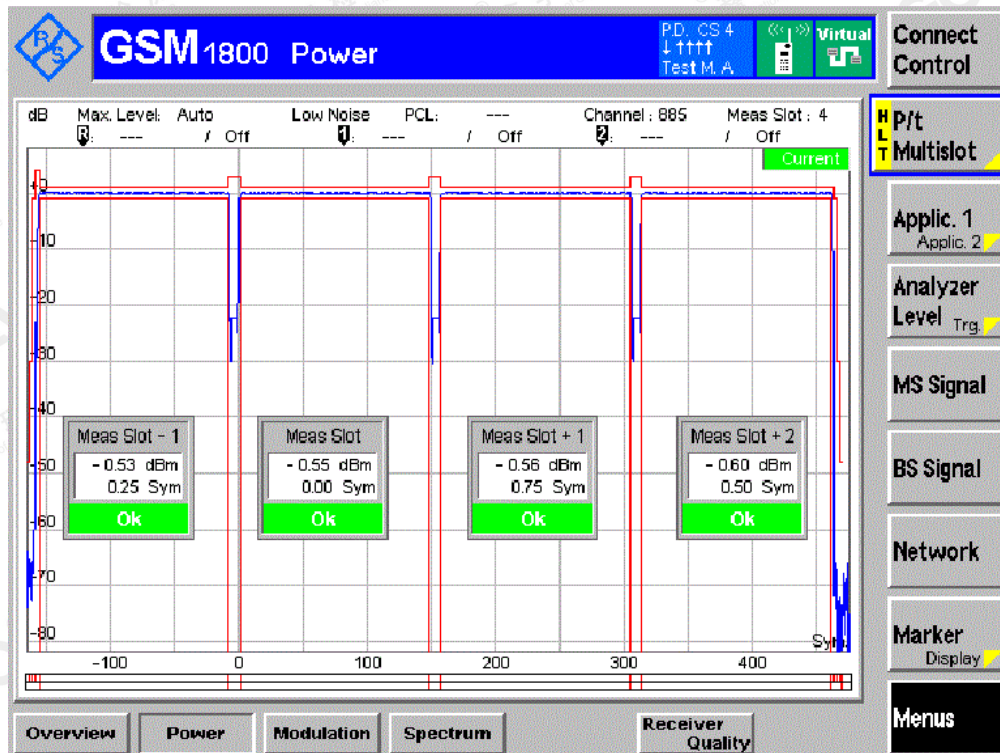 R S
GSM 1800 Power
P.D. CS 4
↓ ↑↑↑↑
Test M. A.
Virtual
Connect
Control
dB Max. Level: Auto Low Noise PCL: --- Channel : 885 Meas Slot : 4
R: --- / Off 1: --- / Off 2: --- / Off
HLT
P/t
Multislot
Current
+0
-10
-20
-30
-40
-50
-60
-70
-80
Applic. 1
Applic. 2
Analyzer
Level Trg.
MS Signal
BS Signal
Network
Marker
Display
Menus
Meas Slot - 1
- 0.53 dBm
0.25 Sym
Ok
Meas Slot
- 0.55 dBm
0.00 Sym
Ok
Meas Slot + 1
- 0.56 dBm
0.75 Sym
Ok
Meas Slot + 2
- 0.60 dBm
0.50 Sym
Ok
Sym.
-100 0 100 200 300 400
Overview Power Modulation Spectrum Receiver
Quality